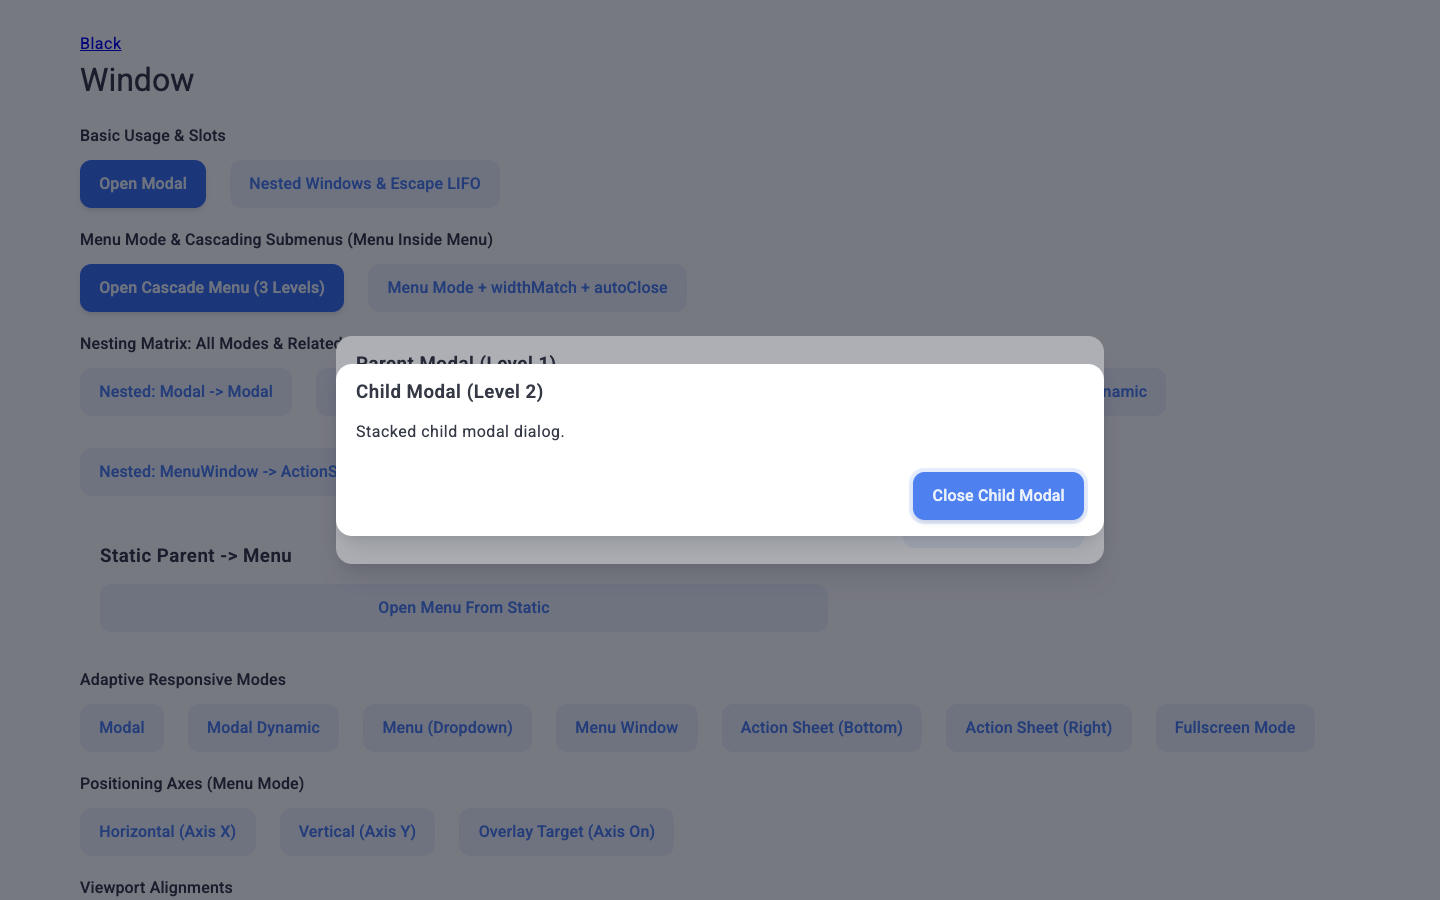 Black
Window
Basic Usage & Slots
Open Modal
Nested Windows & Escape LIFO
Menu Mode & Cascading Submenus (Menu Inside Menu)
Open Cascade Menu (3 Levels)
Menu Mode + widthMatch + autoClose
Nesting Matrix: All Modes & Related
Parent Modal (Level 1)
Nested: Modal -> Modal
namic
Child Modal (Level 2)
Stacked child modal dialog.
Nested: MenuWindow -> ActionS
Close Child Modal
Static Parent -> Menu
Open Menu From Static
Adaptive Responsive Modes
Modal
Modal Dynamic
Menu (Dropdown)
Menu Window
Action Sheet (Bottom)
Action Sheet (Right)
Fullscreen Mode
Positioning Axes (Menu Mode)
Horizontal (Axis X)
Vertical (Axis Y)
Overlay Target (Axis On)
Viewport Alignments